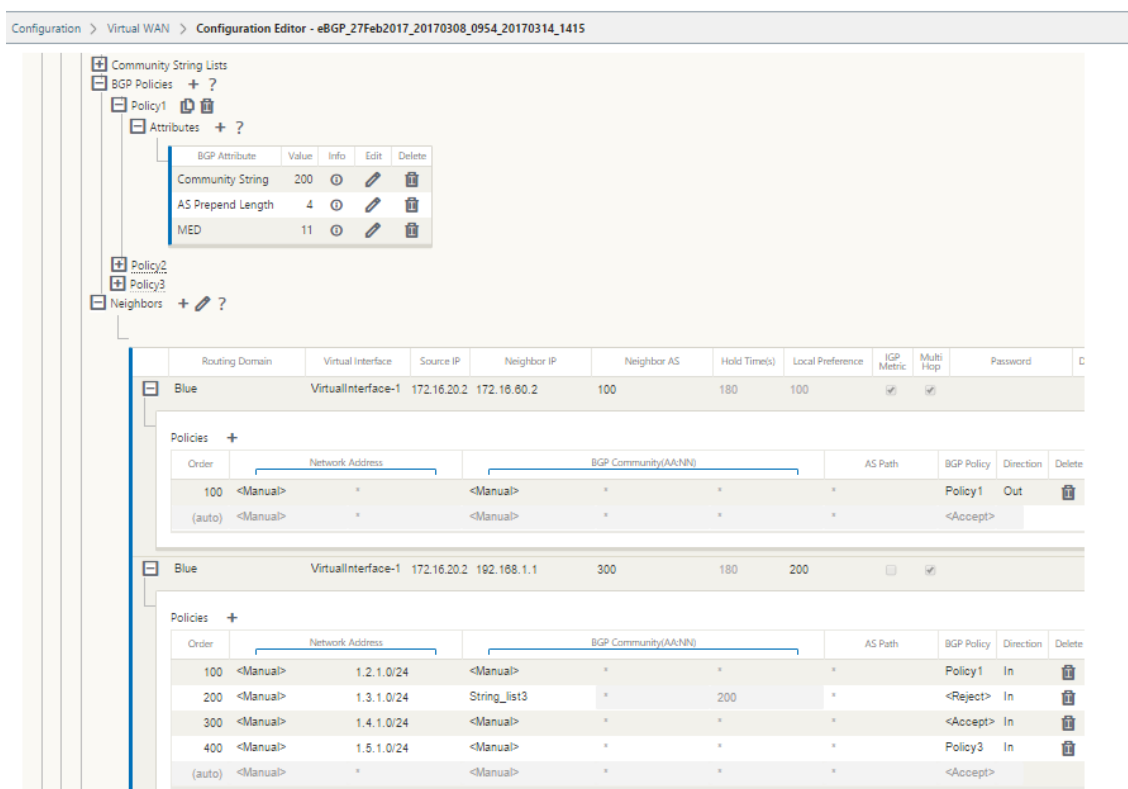 Configuration > Virtual WAN > Configuration Editor - eBGP_27Feb2017_20170308_0954_20170314_1415
Community String Lists
BGP Policies + ?
Policy1
Attributes + ?
BGP Attribute Value Info Edit Delete
Community String 200
AS Prepend Length 4
MED 11
Policy2
Policy3
Neighbors + ?
Routing Domain Virtual Interface Source IP Neighbor IP Neighbor AS Hold Time(s) Local Preference IGP Metric Multi Hop Password D
Blue VirtualInterface-1 172.16.20.2 172.16.60.2 100 180 100
Policies +
Order Network Address BGP Community(AA:NN) AS Path BGP Policy Direction Delete
100 <Manual> * <Manual> * * * Policy1 Out
(auto) <Manual> * <Manual> * * * <Accept>
Blue VirtualInterface-1 172.16.20.2 192.168.1.1 300 180 200
Policies +
Order Network Address BGP Community(AA:NN) AS Path BGP Policy Direction Delete
100 <Manual> 1.2.1.0/24 <Manual> * * * Policy1 In
200 <Manual> 1.3.1.0/24 String_list3 * 200 * <Reject> In
300 <Manual> 1.4.1.0/24 <Manual> * * * <Accept> In
400 <Manual> 1.5.1.0/24 <Manual> * * * Policy3 In
(auto) <Manual> * <Manual> * * * <Accept>